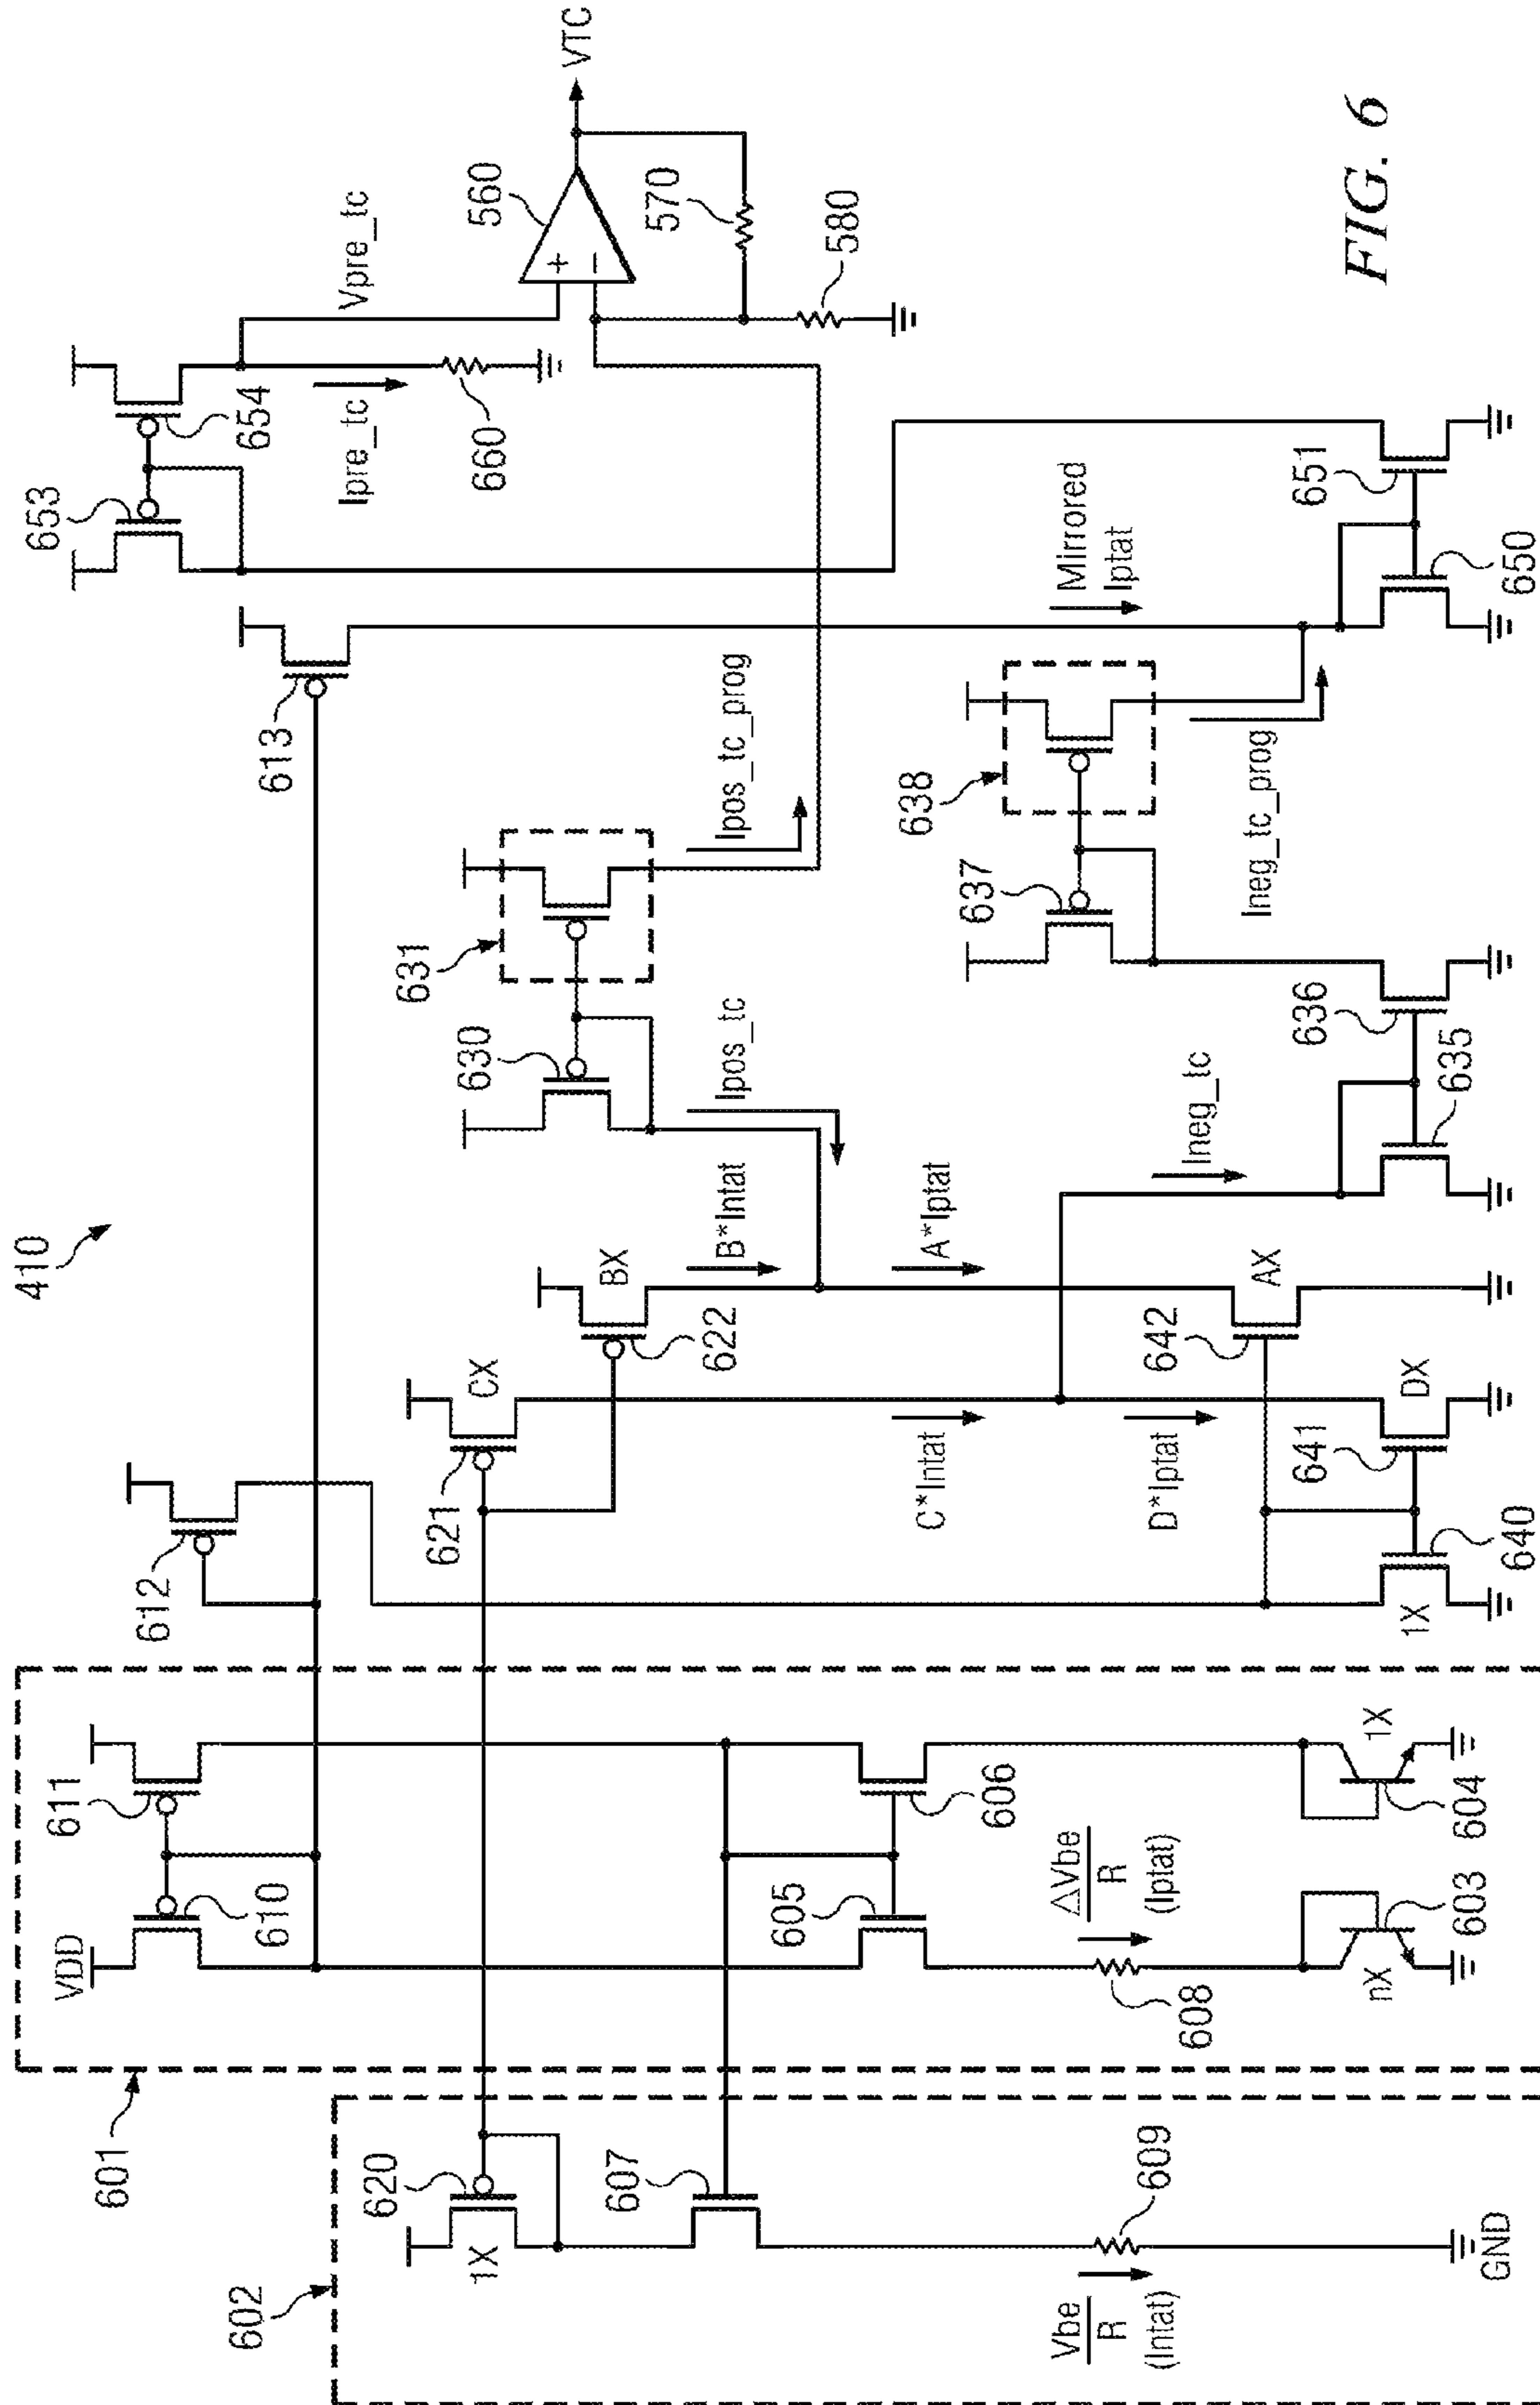 410
601
602
VDD
611
610
612
613
653
654
Ipre_tc
660
Vpre_tc
560
+
−
VTC
570
580
620
1X
607
621
CX
622
BX
B*Intat
630
631
Ipos_tc
Ipos_tc_prog
605
606
C*Intat
A*Iptat
D*Iptat
642
AX
Ineg_tc
637
638
Ineg_tc_prog
Mirrored
Iptat
Vbe
R
(Intat)
609
608
ΔVbe
R
(Iptat)
nX
603
1X
604
1X
640
641
DX
635
636
650
651
GND
FIG. 6